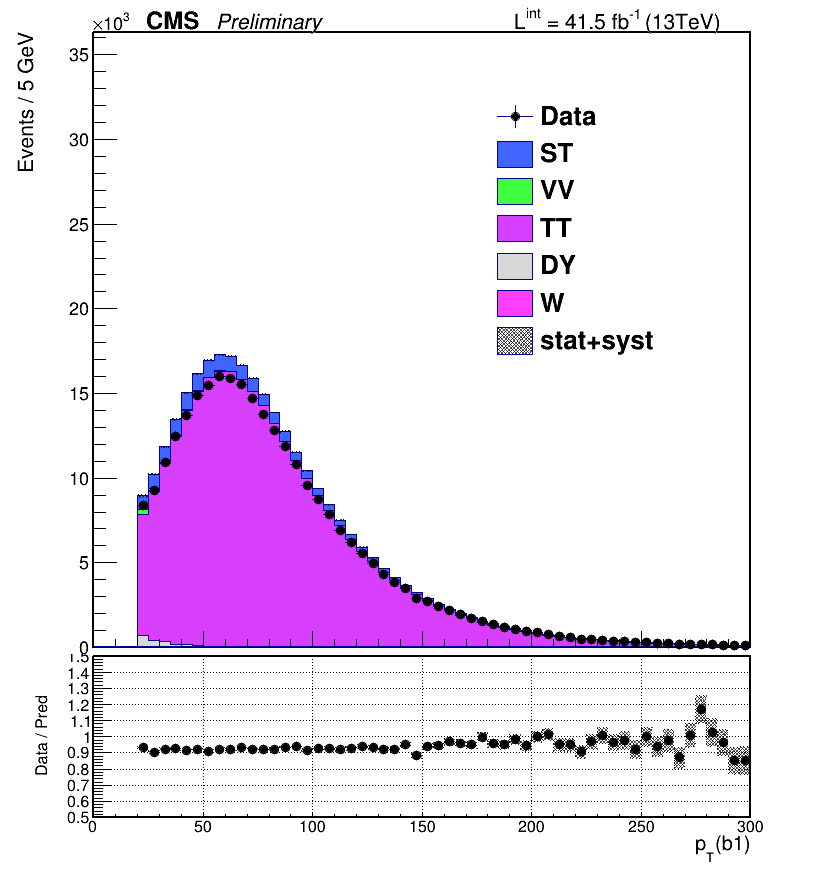 ×10³ CMS Preliminary L^int = 41.5 fb⁻¹ (13TeV)
Events / 5 GeV
35
30
25
20
15
10
5
0
Data
ST
VV
TT
DY
W
stat+syst
Data / Pred
1.5
1.4
1.3
1.2
1.1
1
0.9
0.8
0.7
0.6
0.5
0 50 100 150 200 250 300
p_T(b1)